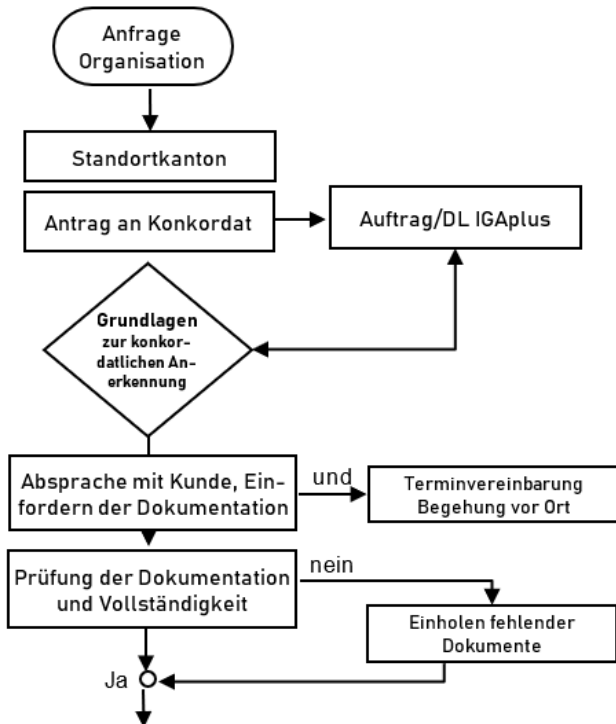 Anfrage
Organisation
Standortkanton
Antrag an Konkordat
Auftrag/DL IGAplus
Grundlagen
zur konkor-
datlichen An-
erkennung
Absprache mit Kunde, Ein-
fordern der Dokumentation
und
Terminvereinbarung
Begehung vor Ort
Prüfung der Dokumentation
und Vollständigkeit
nein
Einholen fehlender
Dokumente
Ja